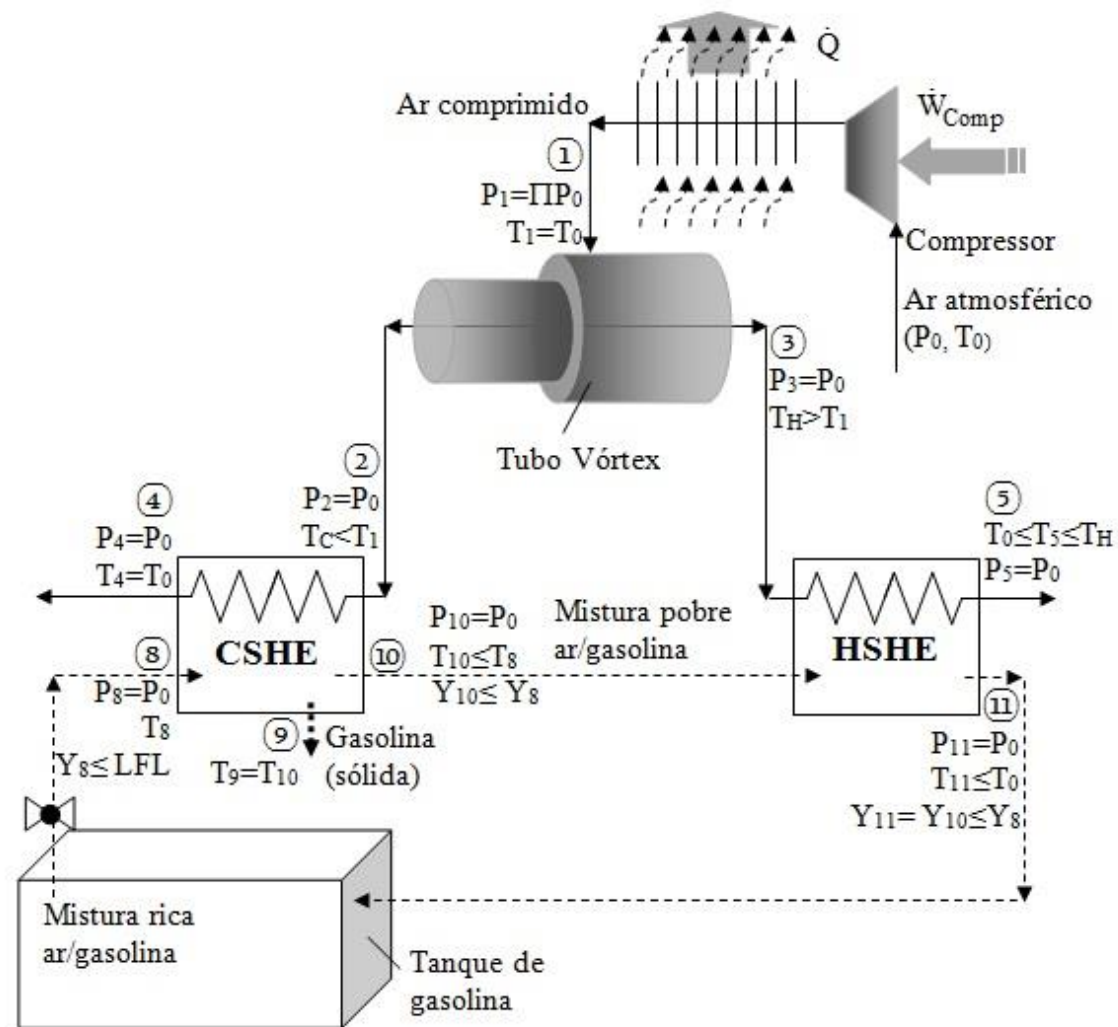 Q̇
Ar comprimido
Ẇ_Comp
①
P₁=ΠP₀
T₁=T₀
Compressor
Ar atmosférico
(P₀, T₀)
③
P₃=P₀
T_H>T₁
Tubo Vórtex
②
P₂=P₀
T_C<T₁
④
P₄=P₀
T₄=T₀
⑤
T₀≤T₅≤T_H
P₅=P₀
CSHE
⑧
P₈=P₀
T₈
Y₈≤ LFL
⑩
P₁₀=P₀
T₁₀≤T₈
Y₁₀≤ Y₈
Mistura pobre
ar/gasolina
HSHE
⑨
T₉=T₁₀
Gasolina
(sólida)
⑪
P₁₁=P₀
T₁₁≤T₀
Y₁₁= Y₁₀≤Y₈
Mistura rica
ar/gasolina
Tanque de
gasolina